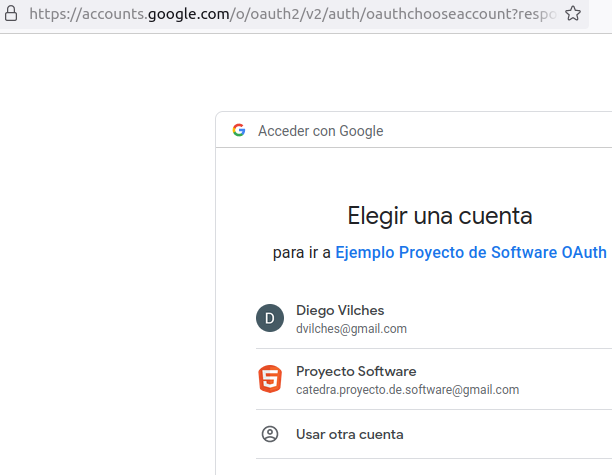 https://accounts.google.com/o/oauth2/v2/auth/oauthchooseaccount?respo
Acceder con Google
Elegir una cuenta
para ir a Ejemplo Proyecto de Software OAuth
D
Diego Vilches
dvilches@gmail.com
Proyecto Software
catedra.proyecto.de.software@gmail.com
Usar otra cuenta